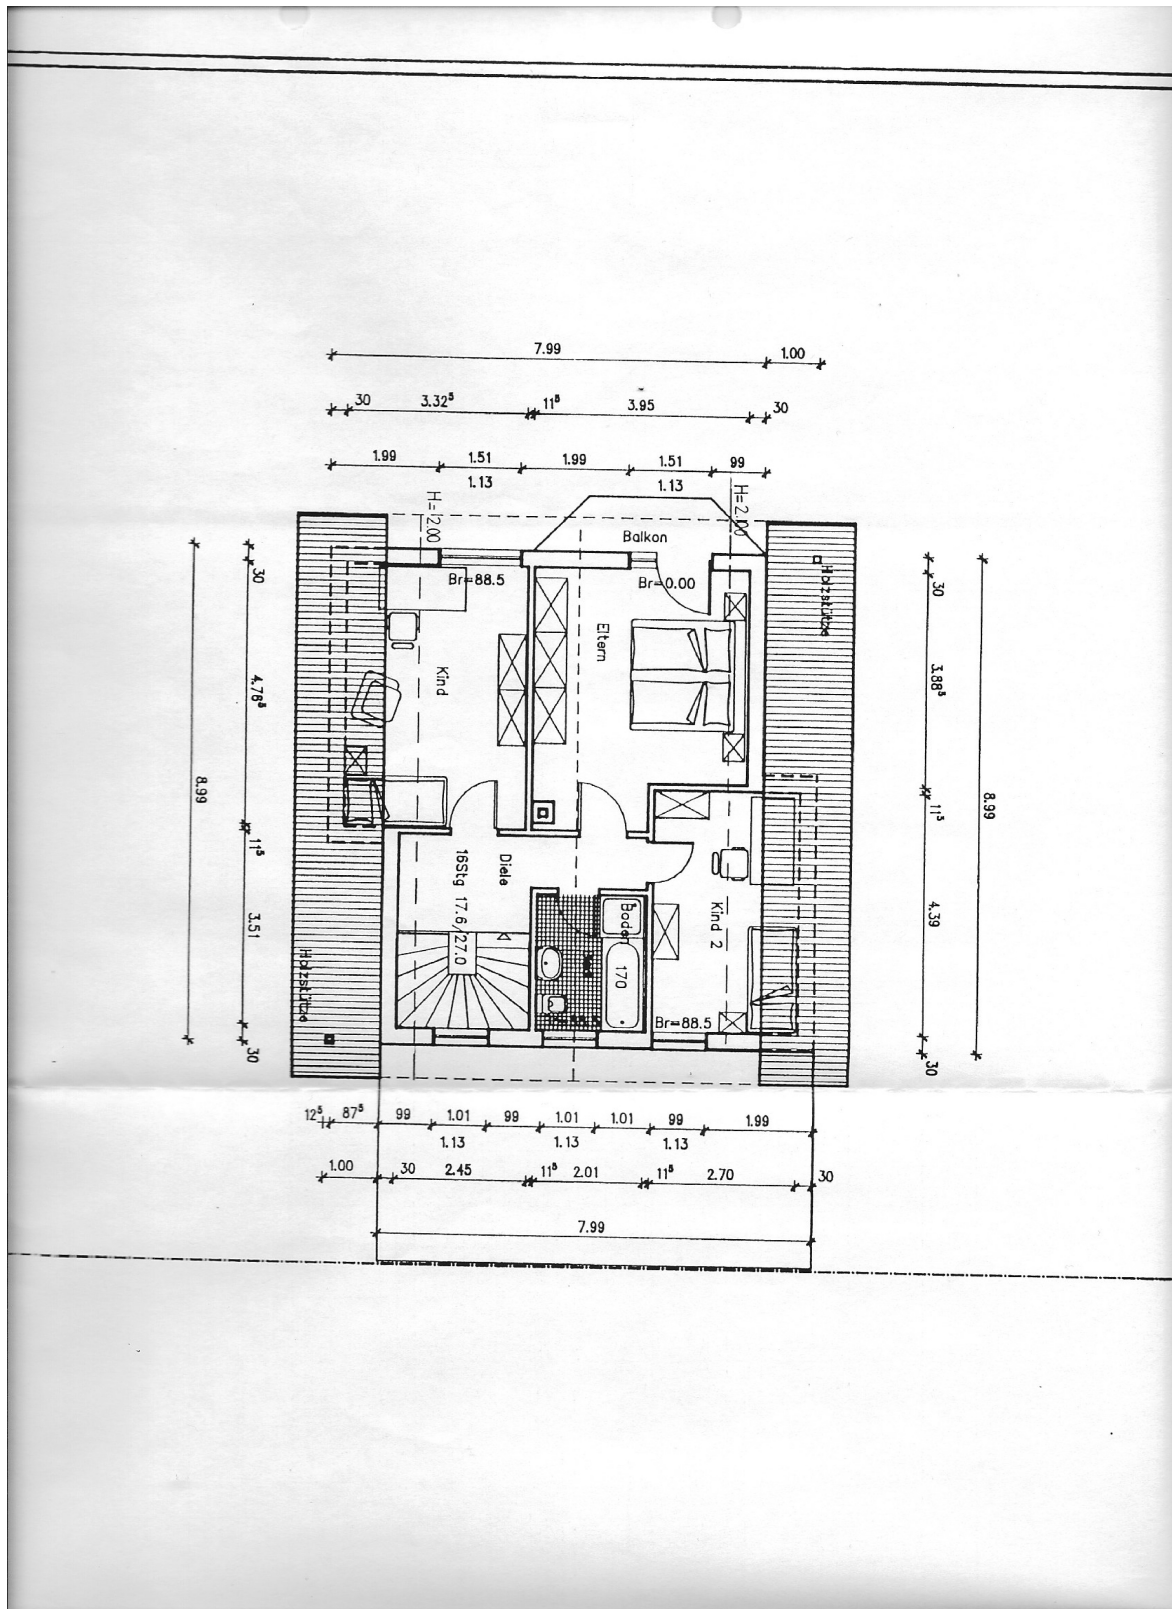 7.99 1.00
30 3.32⁵ 11⁵ 3.95 30
1.99 1.51 1.99 1.51 99
1.13 1.13
H= 2.00
H=2.00
Balkon
Br=88.5
Br=0.00
Holzstütze
Eltern
Kind
30
4.76⁵
11⁵
3.51
30
8.99
30
3.88⁵
11⁵
4.39
30
8.99
Diele
16Stg 17.6/27.0
Boden
170
Kind 2
Br=88.5
Holzstütze
12⁵ 87⁵ 99 1.01 99 1.01 1.01 99 1.99
1.13 1.13 1.13
1.00 30 2.45 11⁵ 2.01 11⁵ 2.70 30
7.99